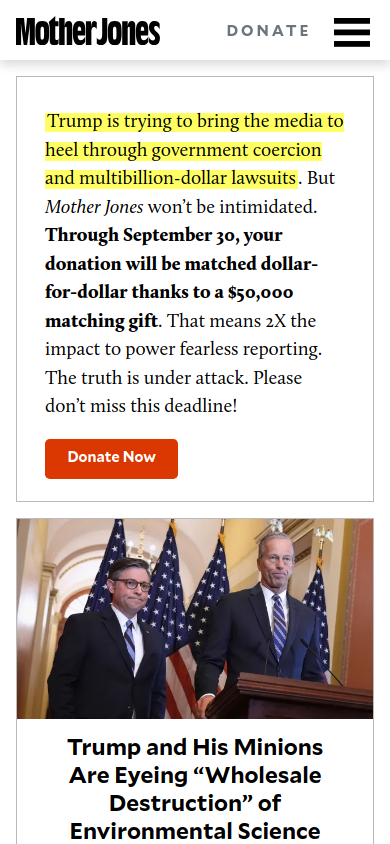 Mother Jones
DONATE
Trump is trying to bring the media to
heel through government coercion
and multibillion-dollar lawsuits. But
Mother Jones won’t be intimidated.
Through September 30, your
donation will be matched dollar-
for-dollar thanks to a $50,000
matching gift. That means 2X the
impact to power fearless reporting.
The truth is under attack. Please
don’t miss this deadline!
Donate Now
Trump and His Minions
Are Eyeing “Wholesale
Destruction” of
Environmental Science